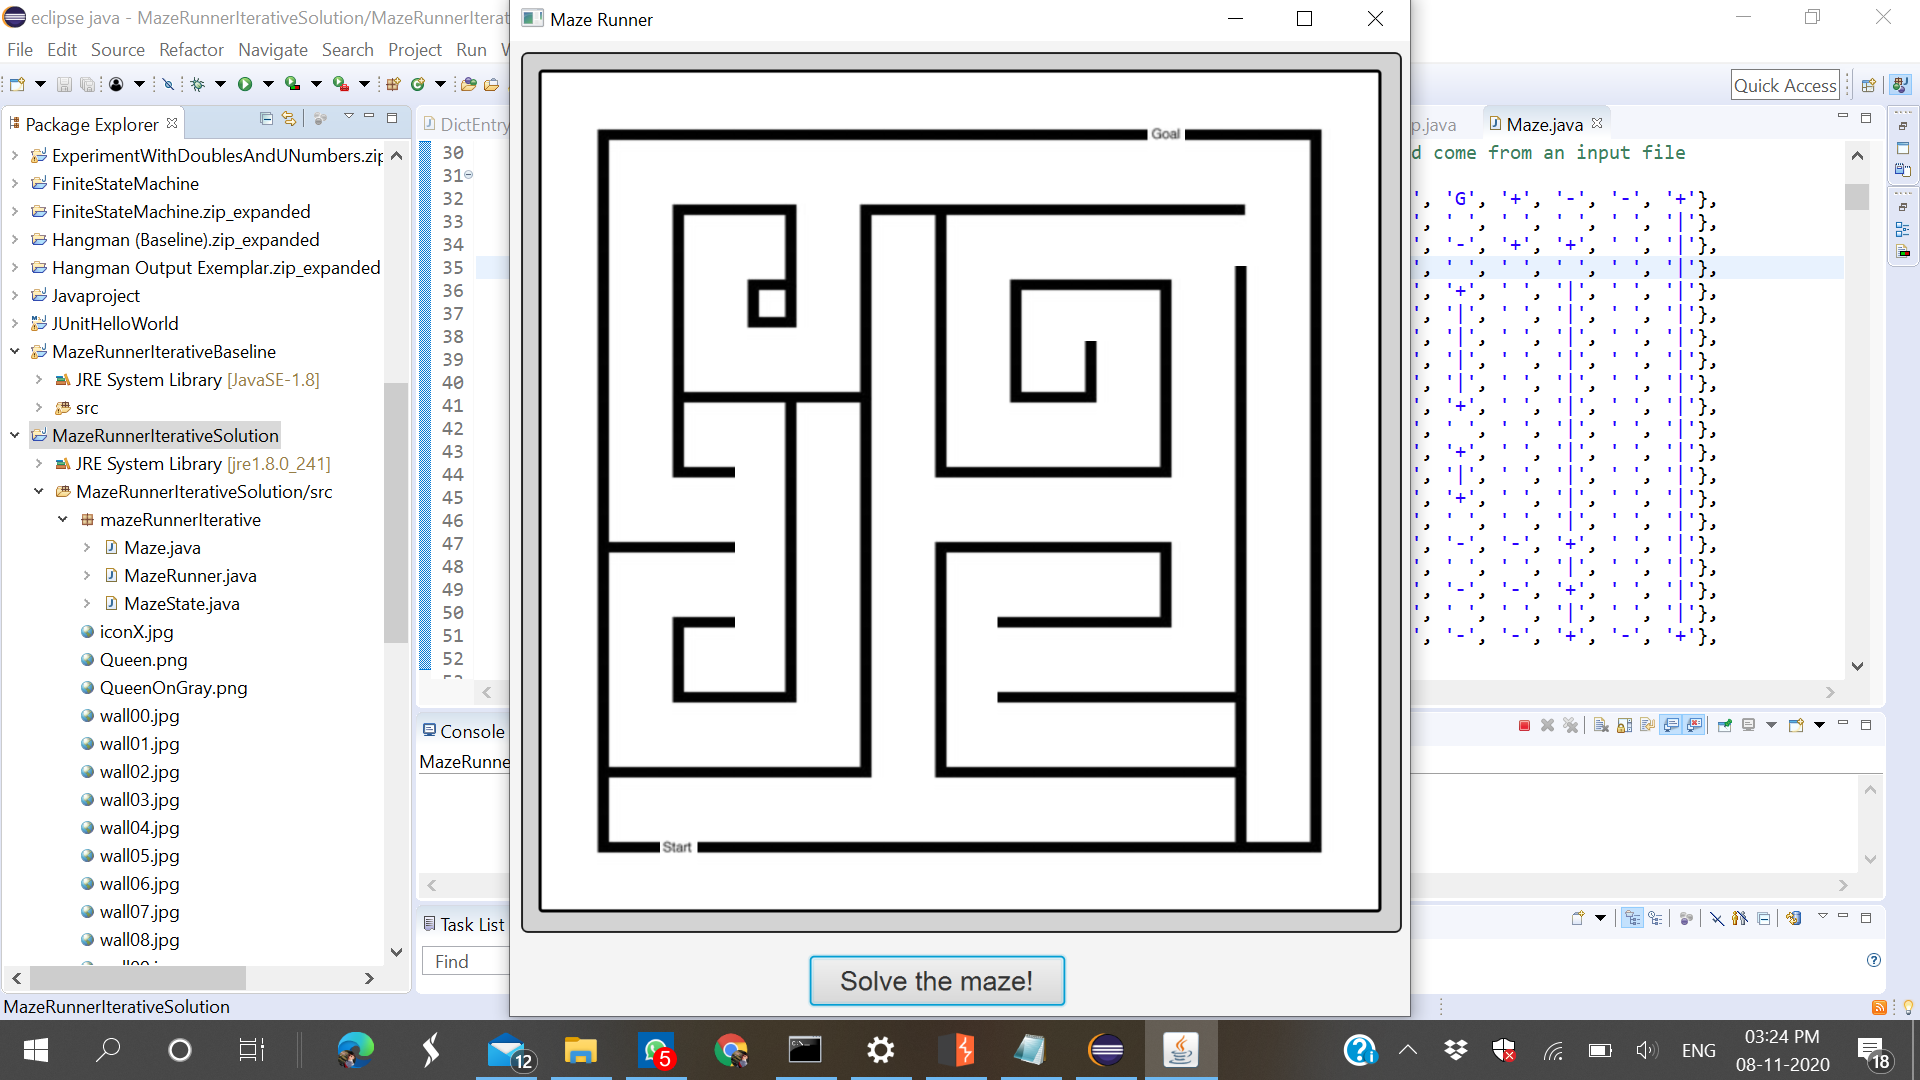 eclipse java - MazeRunnerIterativeSolution/MazeRunnerIterat
Maze Runner
File Edit Source Refactor Navigate Search Project Run
Quick Access
Package Explorer
DictEntry
p.java
Maze.java
ExperimentWithDoublesAndUNumbers.zip
FiniteStateMachine
FiniteStateMachine.zip_expanded
Hangman (Baseline).zip_expanded
Hangman Output Exemplar.zip_expanded
Javaproject
JUnitHelloWorld
MazeRunnerIterativeBaseline
JRE System Library [JavaSE-1.8]
src
MazeRunnerIterativeSolution
JRE System Library [jre1.8.0_241]
MazeRunnerIterativeSolution/src
mazeRunnerIterative
Maze.java
MazeRunner.java
MazeState.java
iconX.jpg
Queen.png
QueenOnGray.png
wall00.jpg
wall01.jpg
wall02.jpg
wall03.jpg
wall04.jpg
wall05.jpg
wall06.jpg
wall07.jpg
wall08.jpg
30
31
32
33
34
35
36
37
38
39
40
41
42
43
44
45
46
47
48
49
50
51
52
Goal
Start
Solve the maze!
d come from an input file
', 'G', '+', '-', '-', '+'},
', ' ', ' ', ' ', ' ', '|'},
', '-', '+', '+', ' ', '|'},
', ' ', ' ', ' ', ' ', '|'},
', '+', ' ', '|', ' ', '|'},
', '|', ' ', '|', ' ', '|'},
', '|', ' ', '|', ' ', '|'},
', '|', ' ', '|', ' ', '|'},
', '|', ' ', '|', ' ', '|'},
', '+', ' ', '|', ' ', '|'},
', ' ', ' ', '|', ' ', '|'},
', '+', ' ', '|', ' ', '|'},
', '|', ' ', '|', ' ', '|'},
', '+', ' ', '|', ' ', '|'},
', ' ', ' ', '|', ' ', '|'},
', '-', '-', '+', ' ', '|'},
', ' ', ' ', '|', ' ', '|'},
', '-', '-', '+', ' ', '|'},
', ' ', ' ', '|', ' ', '|'},
', '-', '-', '+', '-', '+'},
Console
MazeRunne
Task List
Find
MazeRunnerIterativeSolution
12
5
ENG
03:24 PM
08-11-2020
18